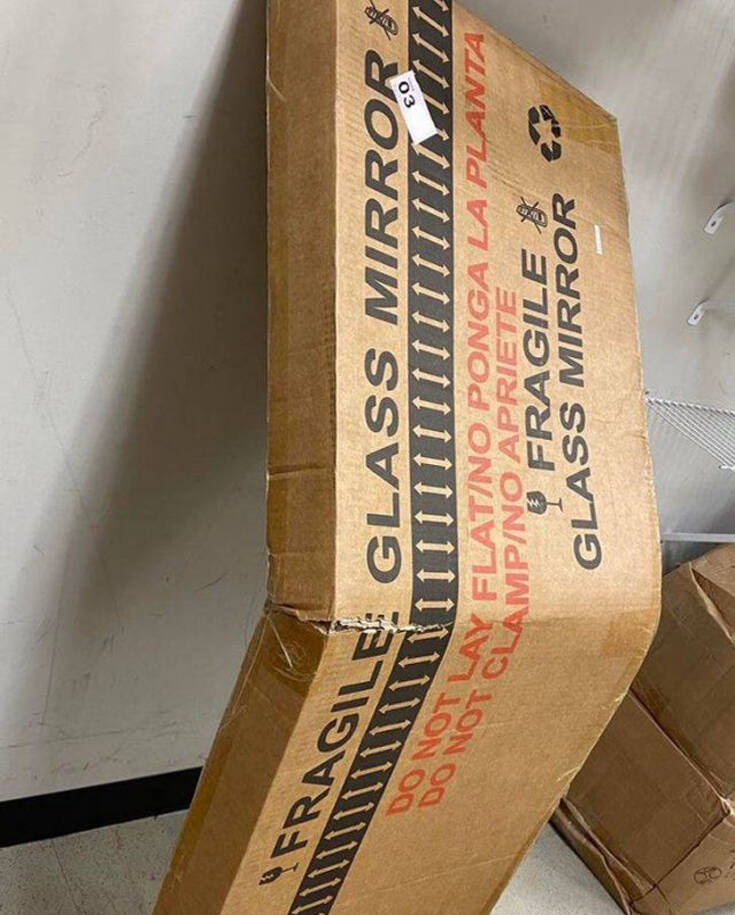 FRAGILE GLASS MIRROR
03
DO NOT LAY FLAT/NO PONGA LA PLANTA
DO NOT CLAMP/NO APRIETE
FRAGILE
GLASS MIRROR